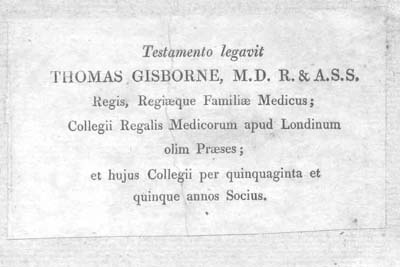 Testamento legavit
THOMAS GISBORNE, M.D. R. & A.S.S.
Regis, Regiæque Familiæ Medicus;
Collegii Regalis Medicorum apud Londinum
olim Præses;
et hujus Collegii per quinquaginta et
quinque annos Socius.